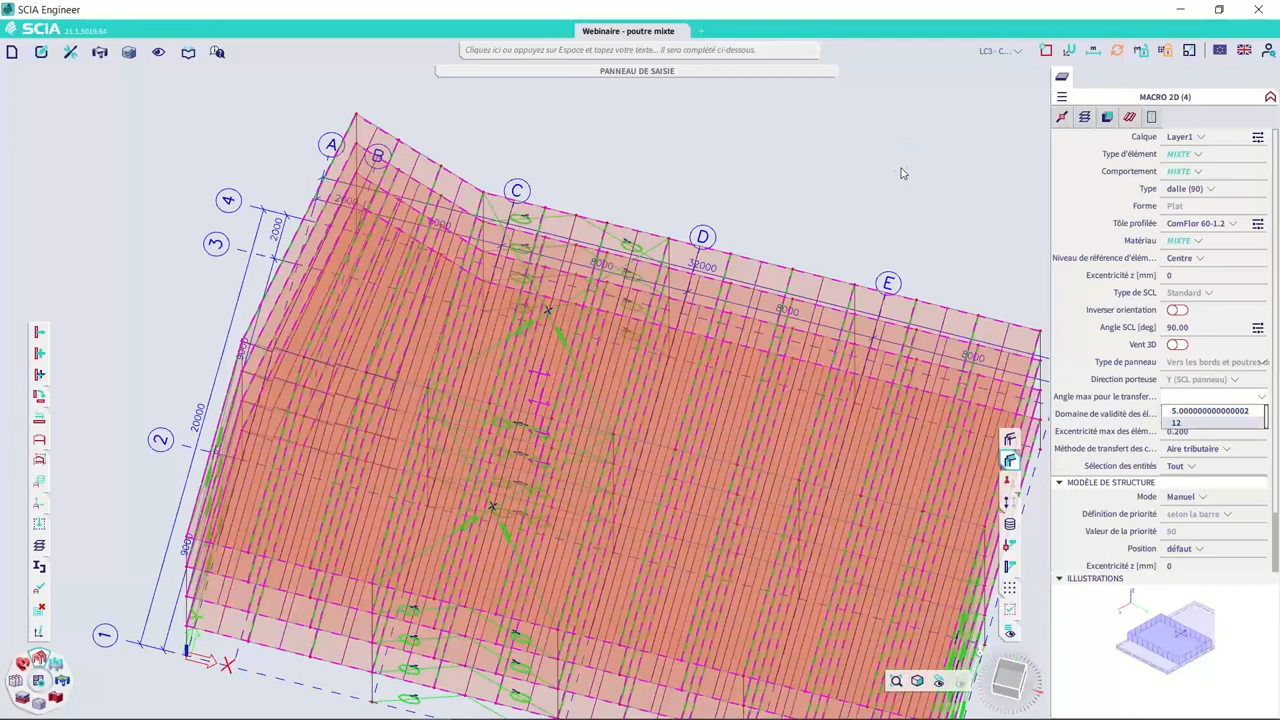 SCIA Engineer
SCIA 21.1.5019.64
Webinaire - poutre mixte
Cliquez ici ou appuyez sur Espace et tapez votre texte... il sera complété ci-dessous.
LC3 - C...
PANNEAU DE SAISIE
MACRO 2D (4)
Calque Layer1
Type d'élément MIXTE
Comportement MIXTE
Type dalle (90)
Forme Plat
Tôle profilée ComFlor 60-1.2
Matériau MIXTE
Niveau de référence d'élém... Centre
Excentricité z [mm] 0
Type de SCL Standard
Inverser orientation
Angle SCL [deg] 90.00
Vent 3D
Type de panneau Vers les bords et poutres d
Direction porteuse Y (SCL panneau)
Angle max pour le transfer...
5.000000000000002
Domaine de validité des él...
12
Excentricité max des élém... 0.200
Méthode de transfert des c... Aire tributaire
Sélection des entités Tout
MODÈLE DE STRUCTURE
Mode Manuel
Définition de priorité selon la barre
Valeur de la priorité 90
Position défaut
Excentricité z [mm] 0
ILLUSTRATIONS
A
B
C
D
E
4
3
2
1
2000
8000
32000
8000
8000
20000
9000
9000
X